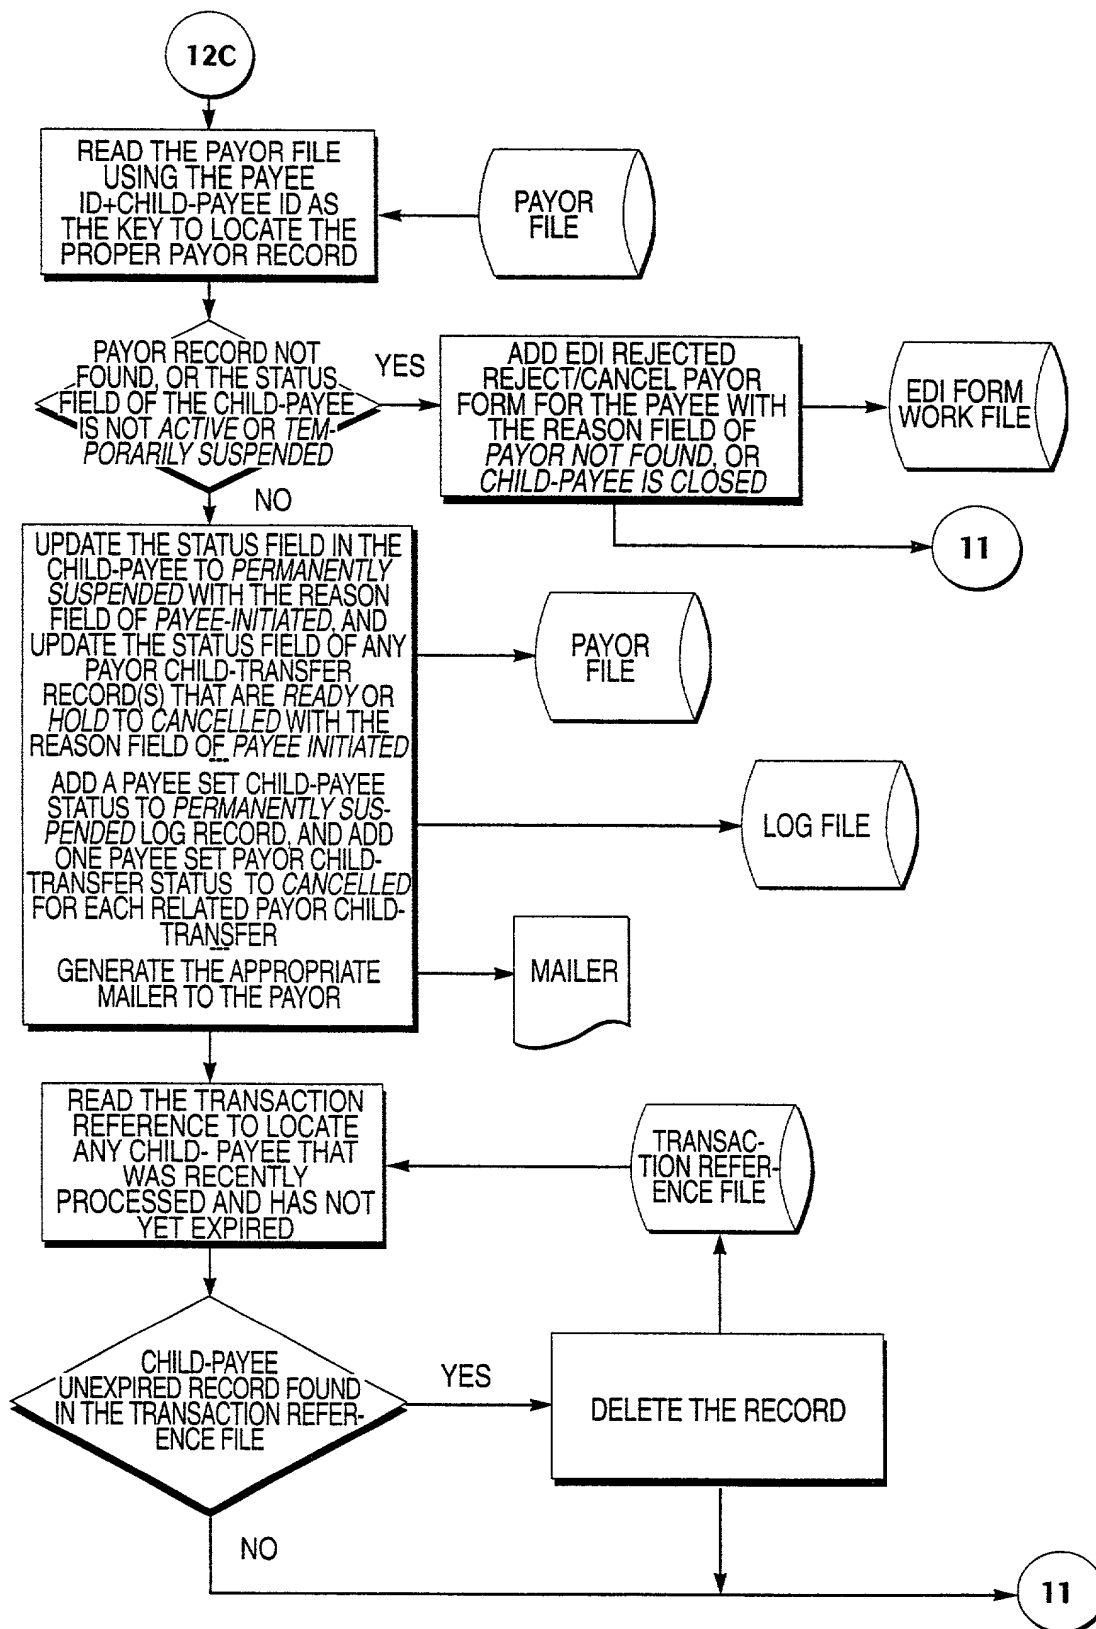 12C
READ THE PAYOR FILE
USING THE PAYEE
ID+CHILD-PAYEE ID AS
THE KEY TO LOCATE THE
PROPER PAYOR RECORD
PAYOR
FILE
PAYOR RECORD NOT
FOUND, OR THE STATUS
FIELD OF THE CHILD-PAYEE
IS NOT ACTIVE OR TEM-
PORARILY SUSPENDED
YES
NO
ADD EDI REJECTED
REJECT/CANCEL PAYOR
FORM FOR THE PAYEE WITH
THE REASON FIELD OF
PAYOR NOT FOUND, OR
CHILD-PAYEE IS CLOSED
EDI FORM
WORK FILE
11
UPDATE THE STATUS FIELD IN THE
CHILD-PAYEE TO PERMANENTLY
SUSPENDED WITH THE REASON
FIELD OF PAYEE-INITIATED, AND
UPDATE THE STATUS FIELD OF ANY
PAYOR CHILD-TRANSFER
RECORD(S) THAT ARE READY OR
HOLD TO CANCELLED WITH THE
REASON FIELD OF PAYEE INITIATED
---
ADD A PAYEE SET CHILD-PAYEE
STATUS TO PERMANENTLY SUS-
PENDED LOG RECORD, AND ADD
ONE PAYEE SET PAYOR CHILD-
TRANSFER STATUS TO CANCELLED
FOR EACH RELATED PAYOR CHILD-
TRANSFER
---
GENERATE THE APPROPRIATE
MAILER TO THE PAYOR
PAYOR
FILE
LOG FILE
MAILER
READ THE TRANSACTION
REFERENCE TO LOCATE
ANY CHILD- PAYEE THAT
WAS RECENTLY
PROCESSED AND HAS NOT
YET EXPIRED
TRANSAC-
TION REFER-
ENCE FILE
CHILD-PAYEE
UNEXPIRED RECORD FOUND
IN THE TRANSACTION REFER-
ENCE FILE
YES
DELETE THE RECORD
NO
11